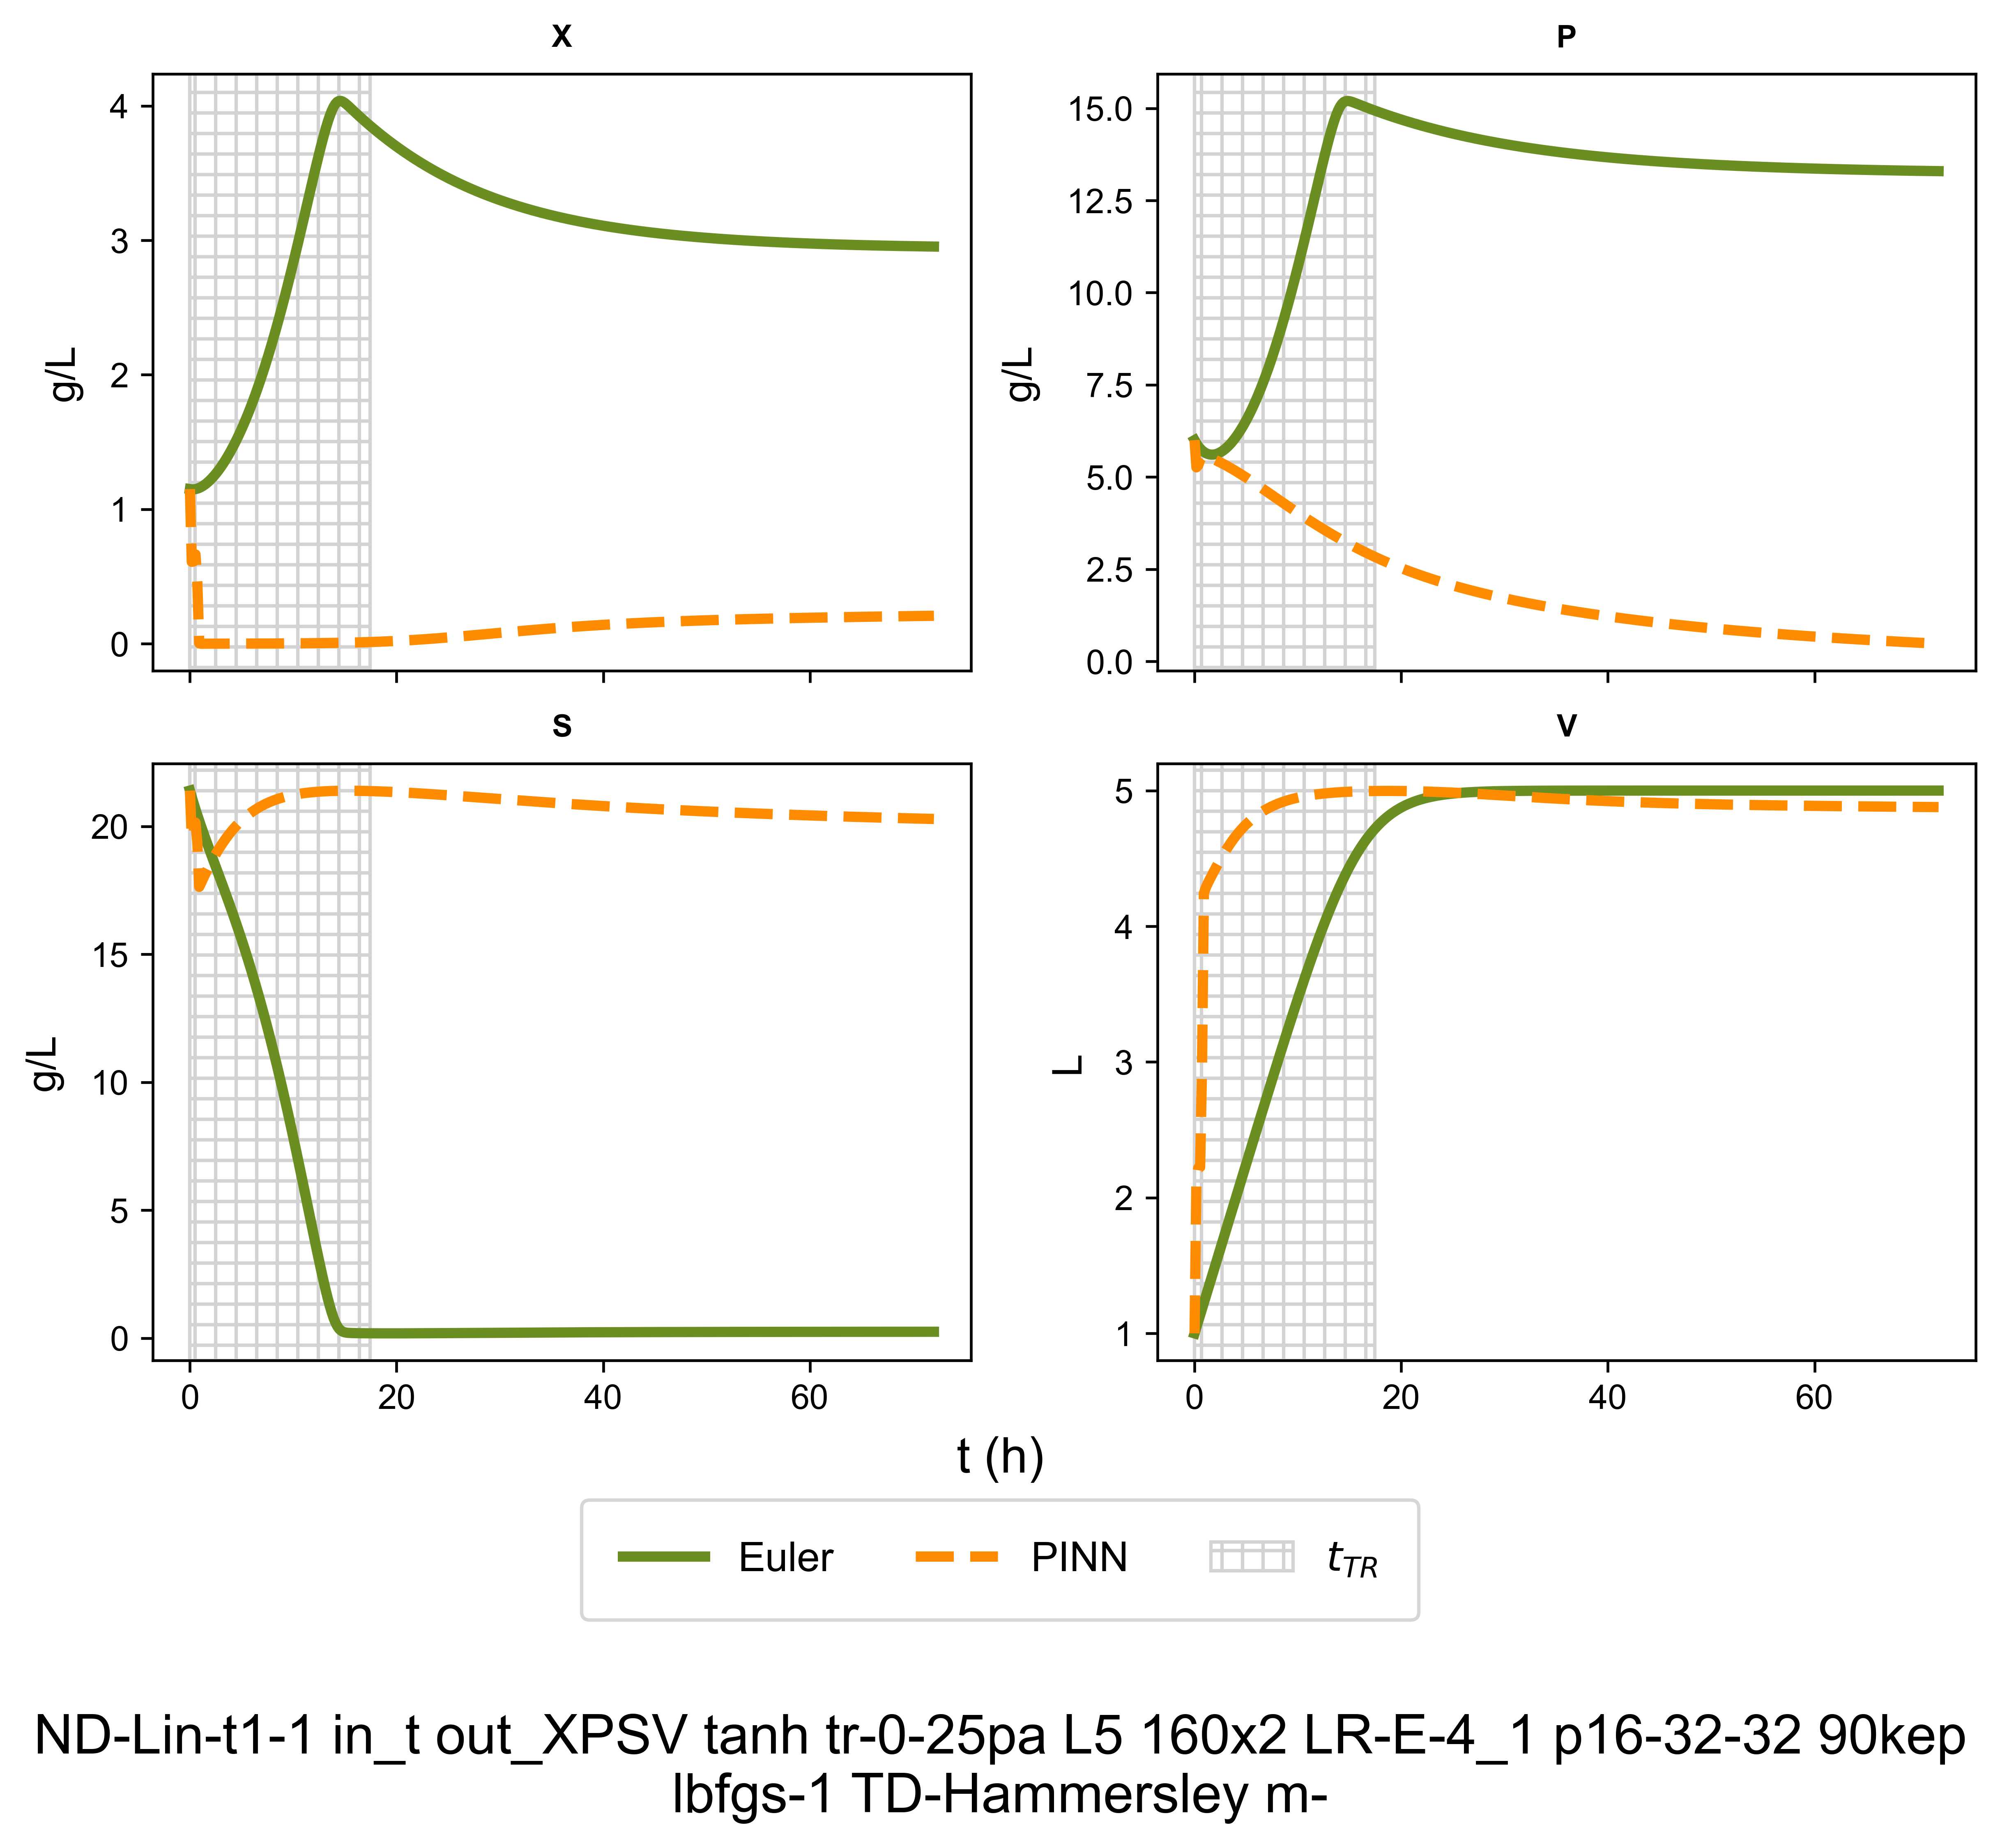 X
4
3
2
1
0
g/L
P
15.0
12.5
10.0
7.5
5.0
2.5
0.0
g/L
S
20
15
10
5
0
g/L
0 20 40 60
V
5
4
3
2
1
L
0 20 40 60
t (h)
Euler PINN t_TR
ND-Lin-t1-1 in_t out_XPSV tanh tr-0-25pa L5 160x2 LR-E-4_1 p16-32-32 90kep
lbfgs-1 TD-Hammersley m-